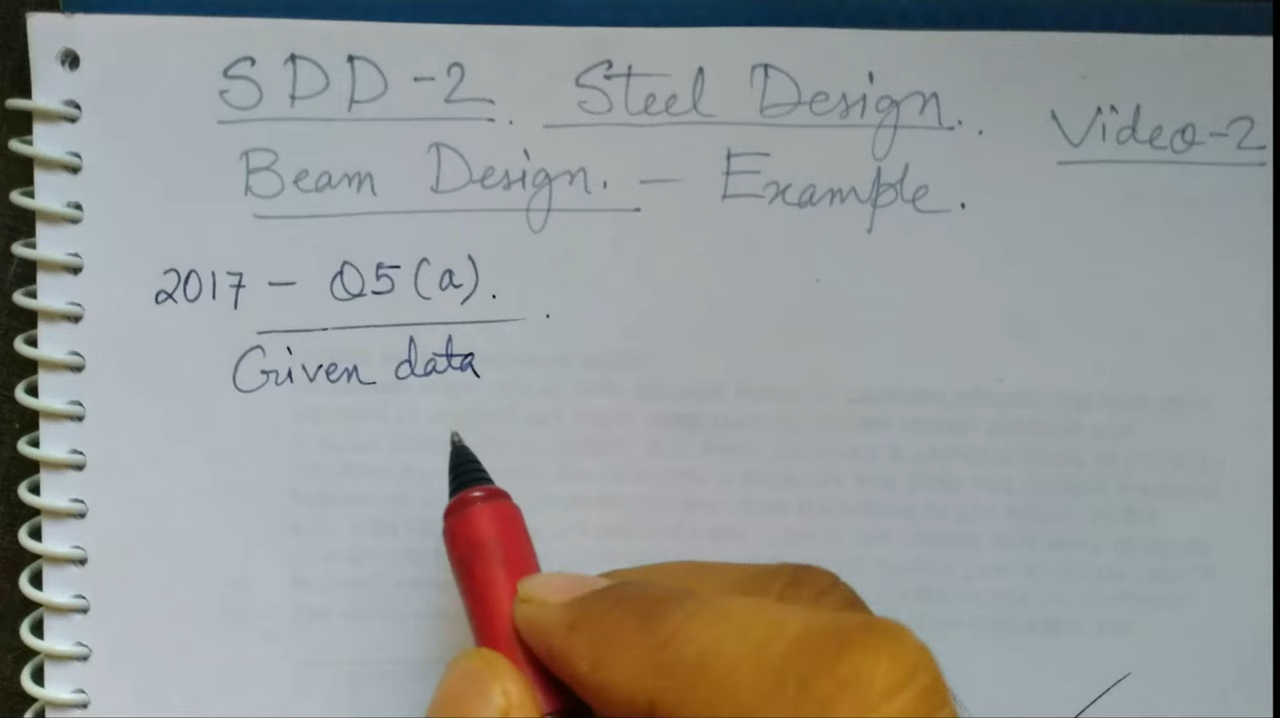 SDD-2. Steel Design.. Video-2
Beam Design. - Example.
2017 - Q5(a).
Given data